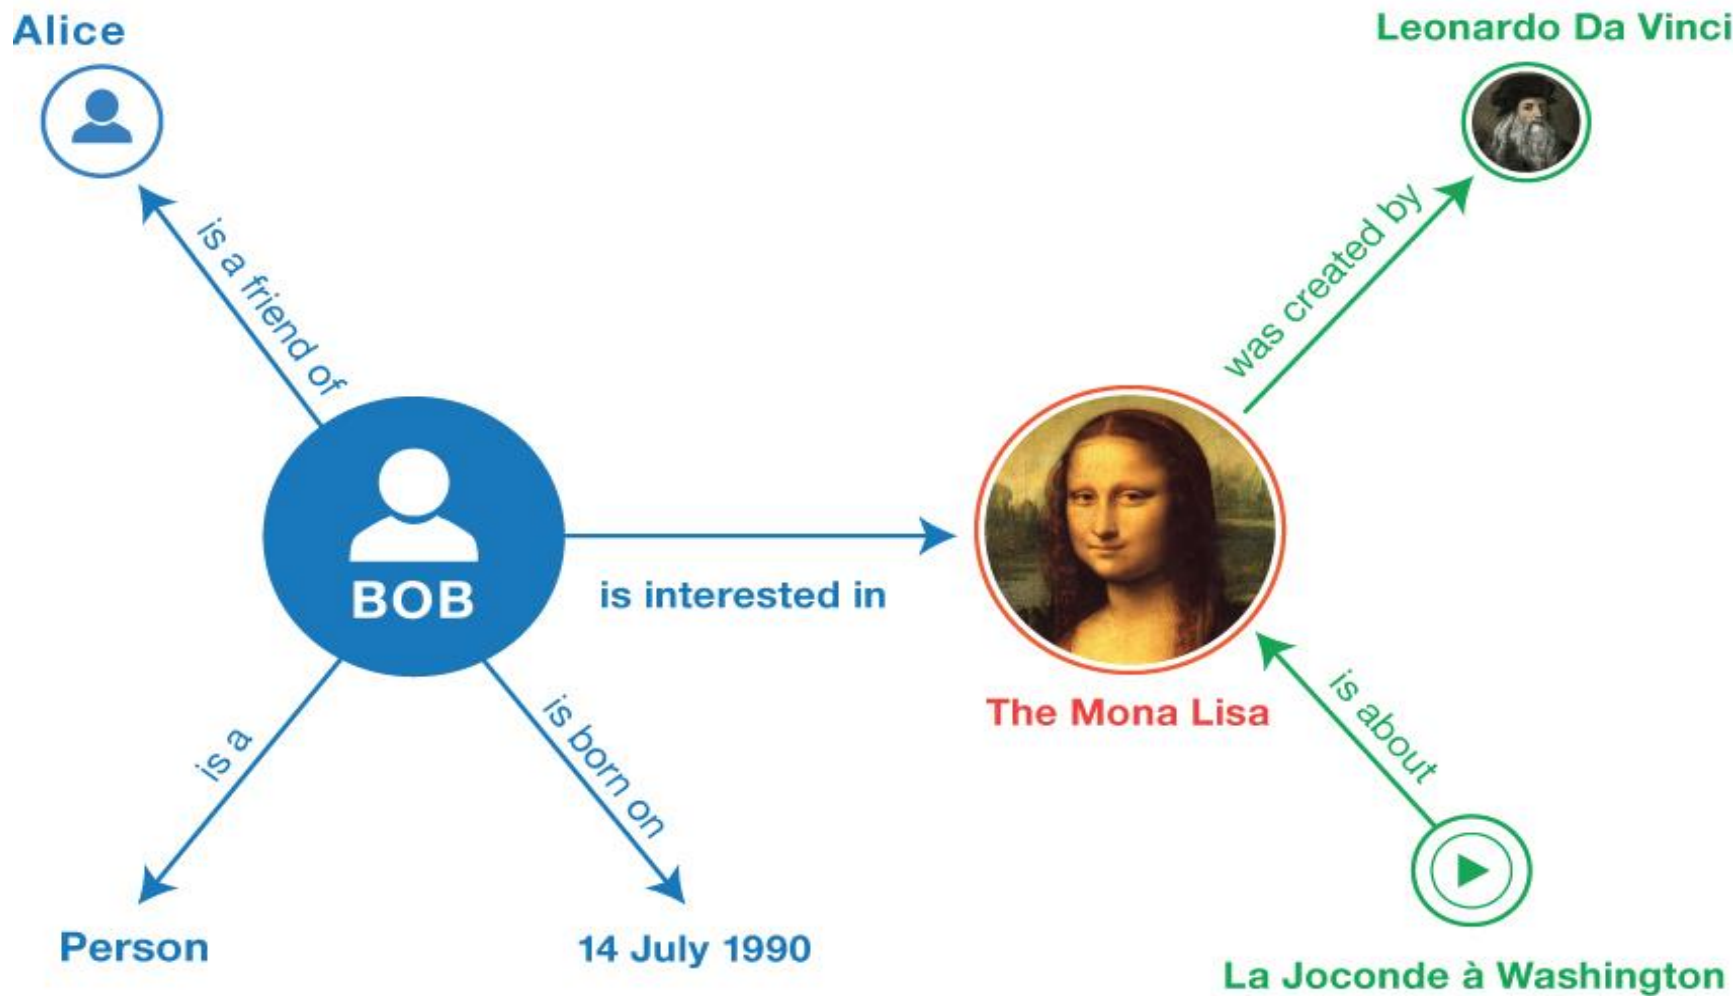 Alice
Leonardo Da Vinci
is a friend of
was created by
BOB
is interested in
The Mona Lisa
is a
is born on
is about
Person
14 July 1990
La Joconde à Washington